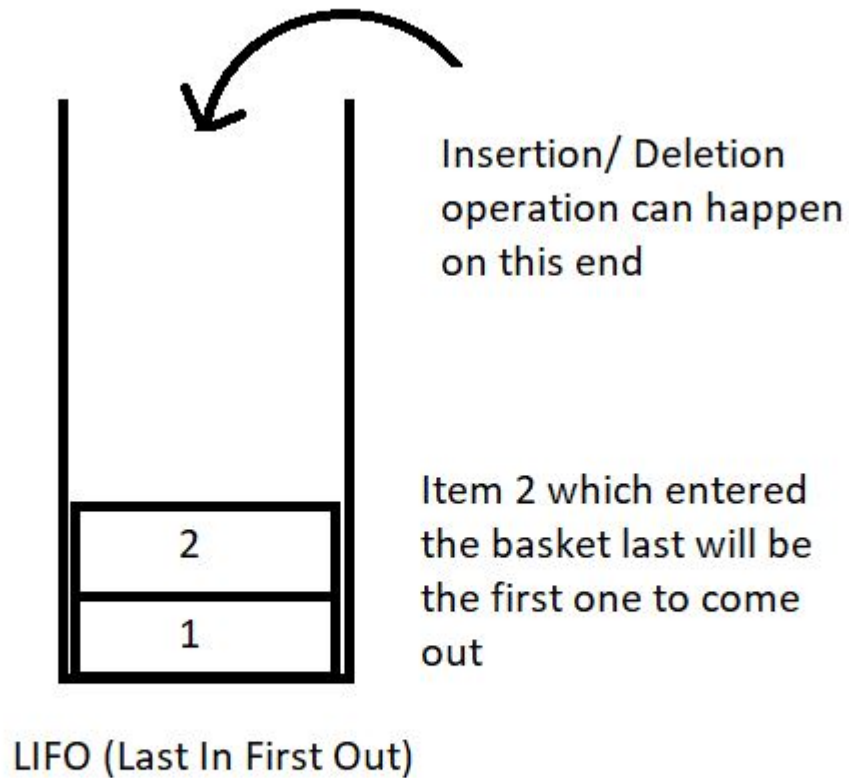 Insertion/ Deletion
operation can happen
on this end
Item 2 which entered
the basket last will be
the first one to come
out
2
1
LIFO (Last In First Out)